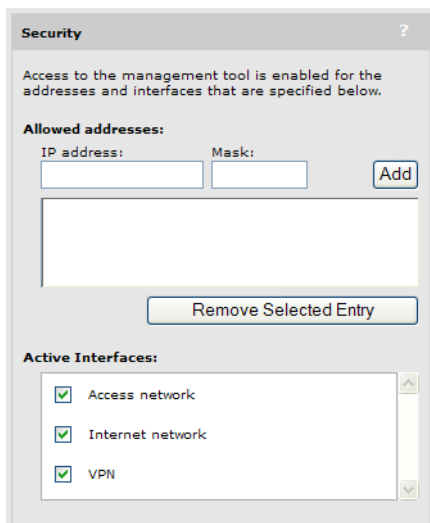 Security ?
Access to the management tool is enabled for the
addresses and interfaces that are specified below.
Allowed addresses:
IP address: Mask:
Add
Remove Selected Entry
Active Interfaces:
Access network
Internet network
VPN